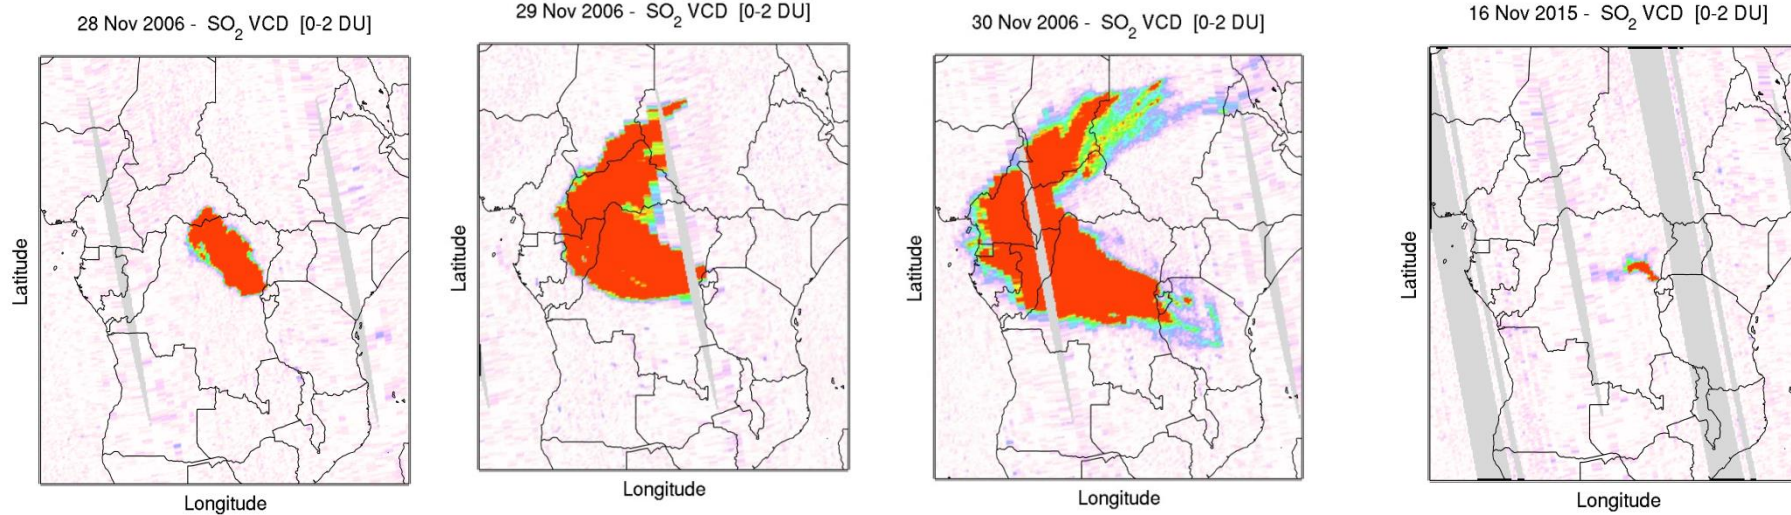 28 Nov 2006 - SO2 VCD [0-2 DU]
29 Nov 2006 - SO2 VCD [0-2 DU]
30 Nov 2006 - SO2 VCD [0-2 DU]
16 Nov 2015 - SO2 VCD [0-2 DU]
Latitude
Latitude
Latitude
Latitude
Longitude
Longitude
Longitude
Longitude